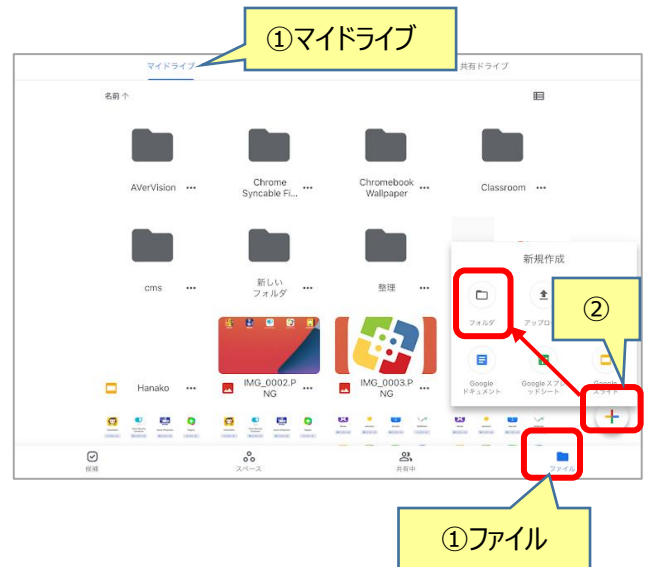 ①マイドライブ
マイドライブ
共有ドライブ
名前 个
AVerVision
Chrome
Syncable Fi...
Chromebook
Wallpaper
Classroom
cms
新しい
フォルダ
整理
新規作成
フォルダ
アップロ
②
Google
ドキュメント
Google スプレ
ッドシート
Google
スライド
Hanako
IMG_0002.P
NG
IMG_0003.P
NG
候補
スペース
共有中
ファイル
①ファイル